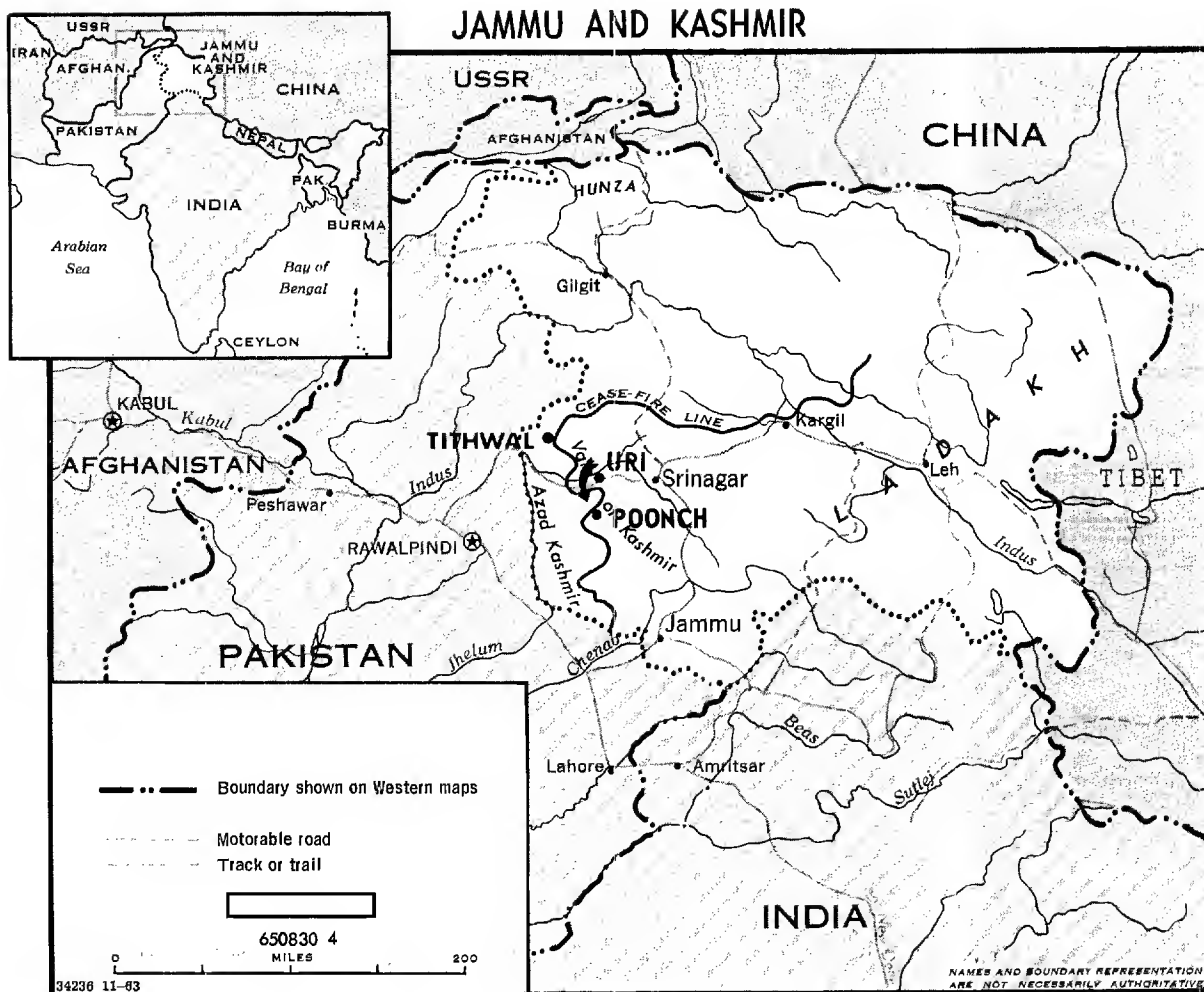 JAMMU AND KASHMIR
USSR
IRAN
AFGHAN
JAMMU
AND
KASHMIR
CHINA
PAKISTAN
NEPAL
PAK
INDIA
BURMA
Arabian
Sea
Bay of
Bengal
CEYLON
USSR
AFGHANISTAN
CHINA
HUNZA
Gilgit
KABUL
Kabul
CEASE-FIRE LINE
Kargil
LADAKH
TITHWAL
AFGHANISTAN
Indus
Vale of Kashmir
URI
Srinagar
Leh
TIBET
Peshawar
Azad Kashmir
POONCH
RAWALPINDI
Indus
Jammu
PAKISTAN
Jhelum
Chenab
Beas
Lahore
Amritsar
Sutlej
Boundary shown on Western maps
Motorable road
Track or trail
INDIA
650830 4
MILES
0 200
34236 11-63
NAMES AND BOUNDARY REPRESENTATION
ARE NOT NECESSARILY AUTHORITATIVE